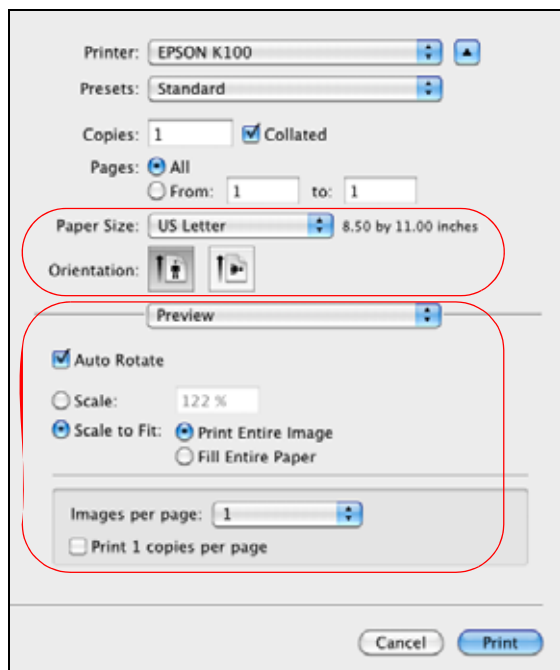 Printer: EPSON K100
Presets: Standard
Copies: 1 Collated
Pages: All
From: 1 to: 1
Paper Size: US Letter 8.50 by 11.00 inches
Orientation:
Preview
Auto Rotate
Scale: 122 %
Scale to Fit: Print Entire Image
Fill Entire Paper
Images per page: 1
Print 1 copies per page
Cancel Print